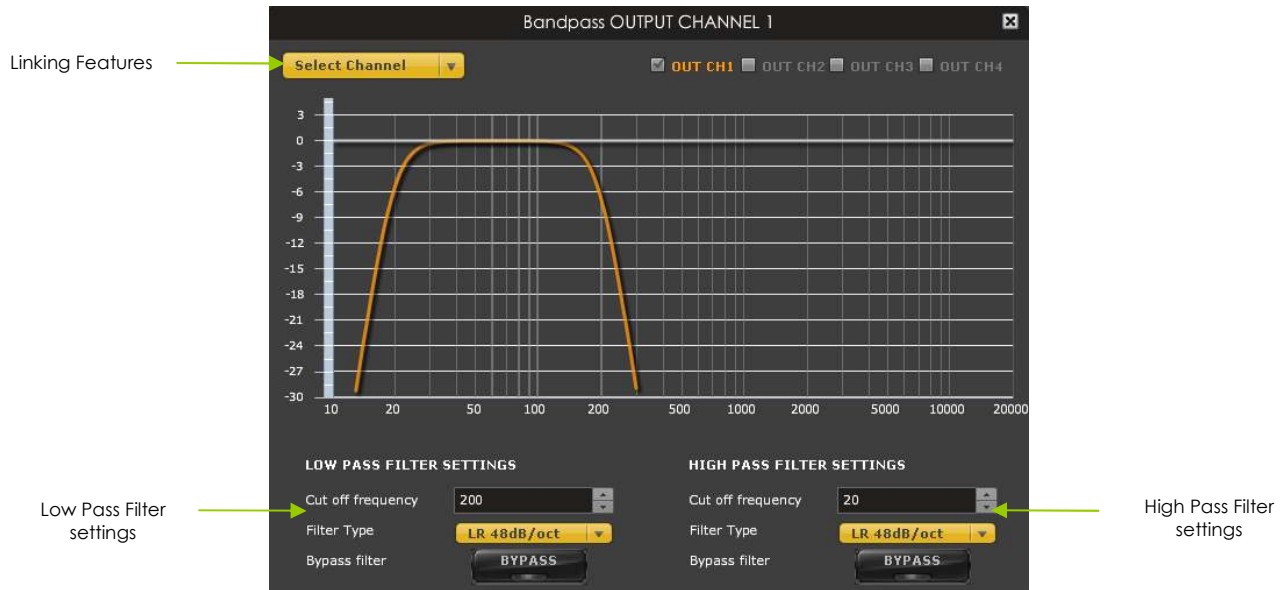 Bandpass OUTPUT CHANNEL 1
Linking Features
Select Channel
OUT CH1 OUT CH2 OUT CH3 OUT CH4
3
0
-3
-6
-9
-12
-15
-18
-21
-24
-27
-30
10 20 50 100 200 500 1000 2000 5000 10000 20000
LOW PASS FILTER SETTINGS
Cut off frequency 200
Filter Type LR 48dB/oct
Bypass filter BYPASS
HIGH PASS FILTER SETTINGS
Cut off frequency 20
Filter Type LR 48dB/oct
Bypass filter BYPASS
Low Pass Filter
settings
High Pass Filter
settings